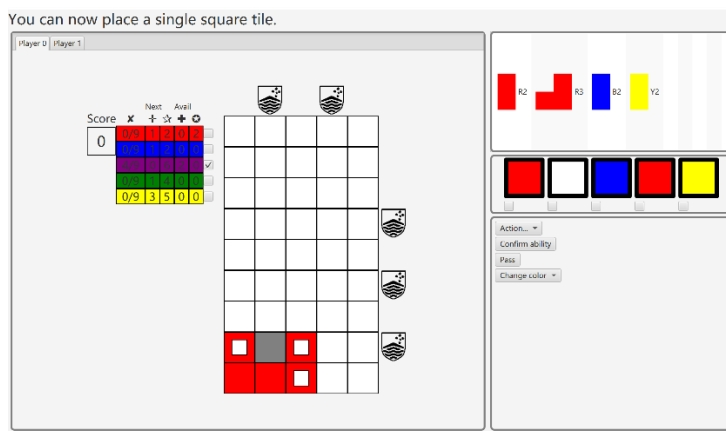 You can now place a single square tile.
Player 0 Player 1
Next Avail
Score ✘ ✢ ☆ ✚ ✪
0
0/9 1 2 0 2
0/9 1 2 0 0
0/9 1 4 0 0
0/9 3 5 0 0
R2 R3 B2 Y2
Action...
Confirm ability
Pass
Change color